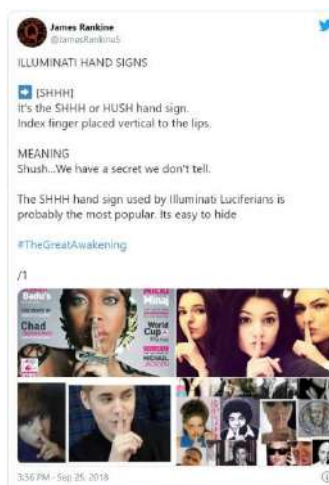 James Rankine
@JamesRankine5
ILLUMINATI HAND SIGNS
➡ [SHHH]
It's the SHHH or HUSH hand sign.
Index finger placed vertical to the lips.
MEANING
Shush...We have a secret we don't tell.
The SHHH hand sign used by Illuminati Luciferians is
probably the most popular. Its easy to hide
#TheGreatAwakening
/1
Badu's
Chad
Minaj
World
Cup
MICHAEL
3:56 PM - Sep 25, 2018